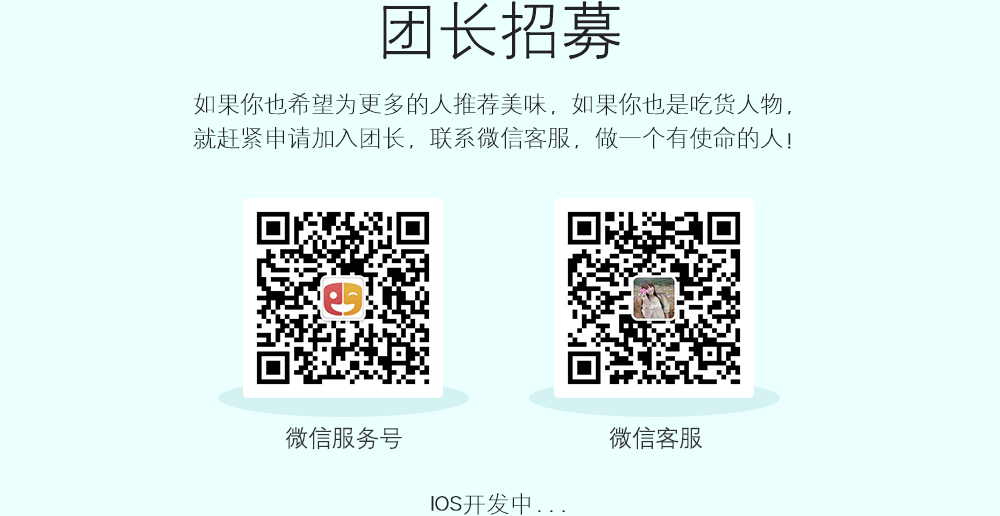 团长招募
如果你也希望为更多的人推荐美味，如果你也是吃货人物，
就赶紧申请加入团长，联系微信客服，做一个有使命的人！
微信服务号
微信客服
IOS开发中...